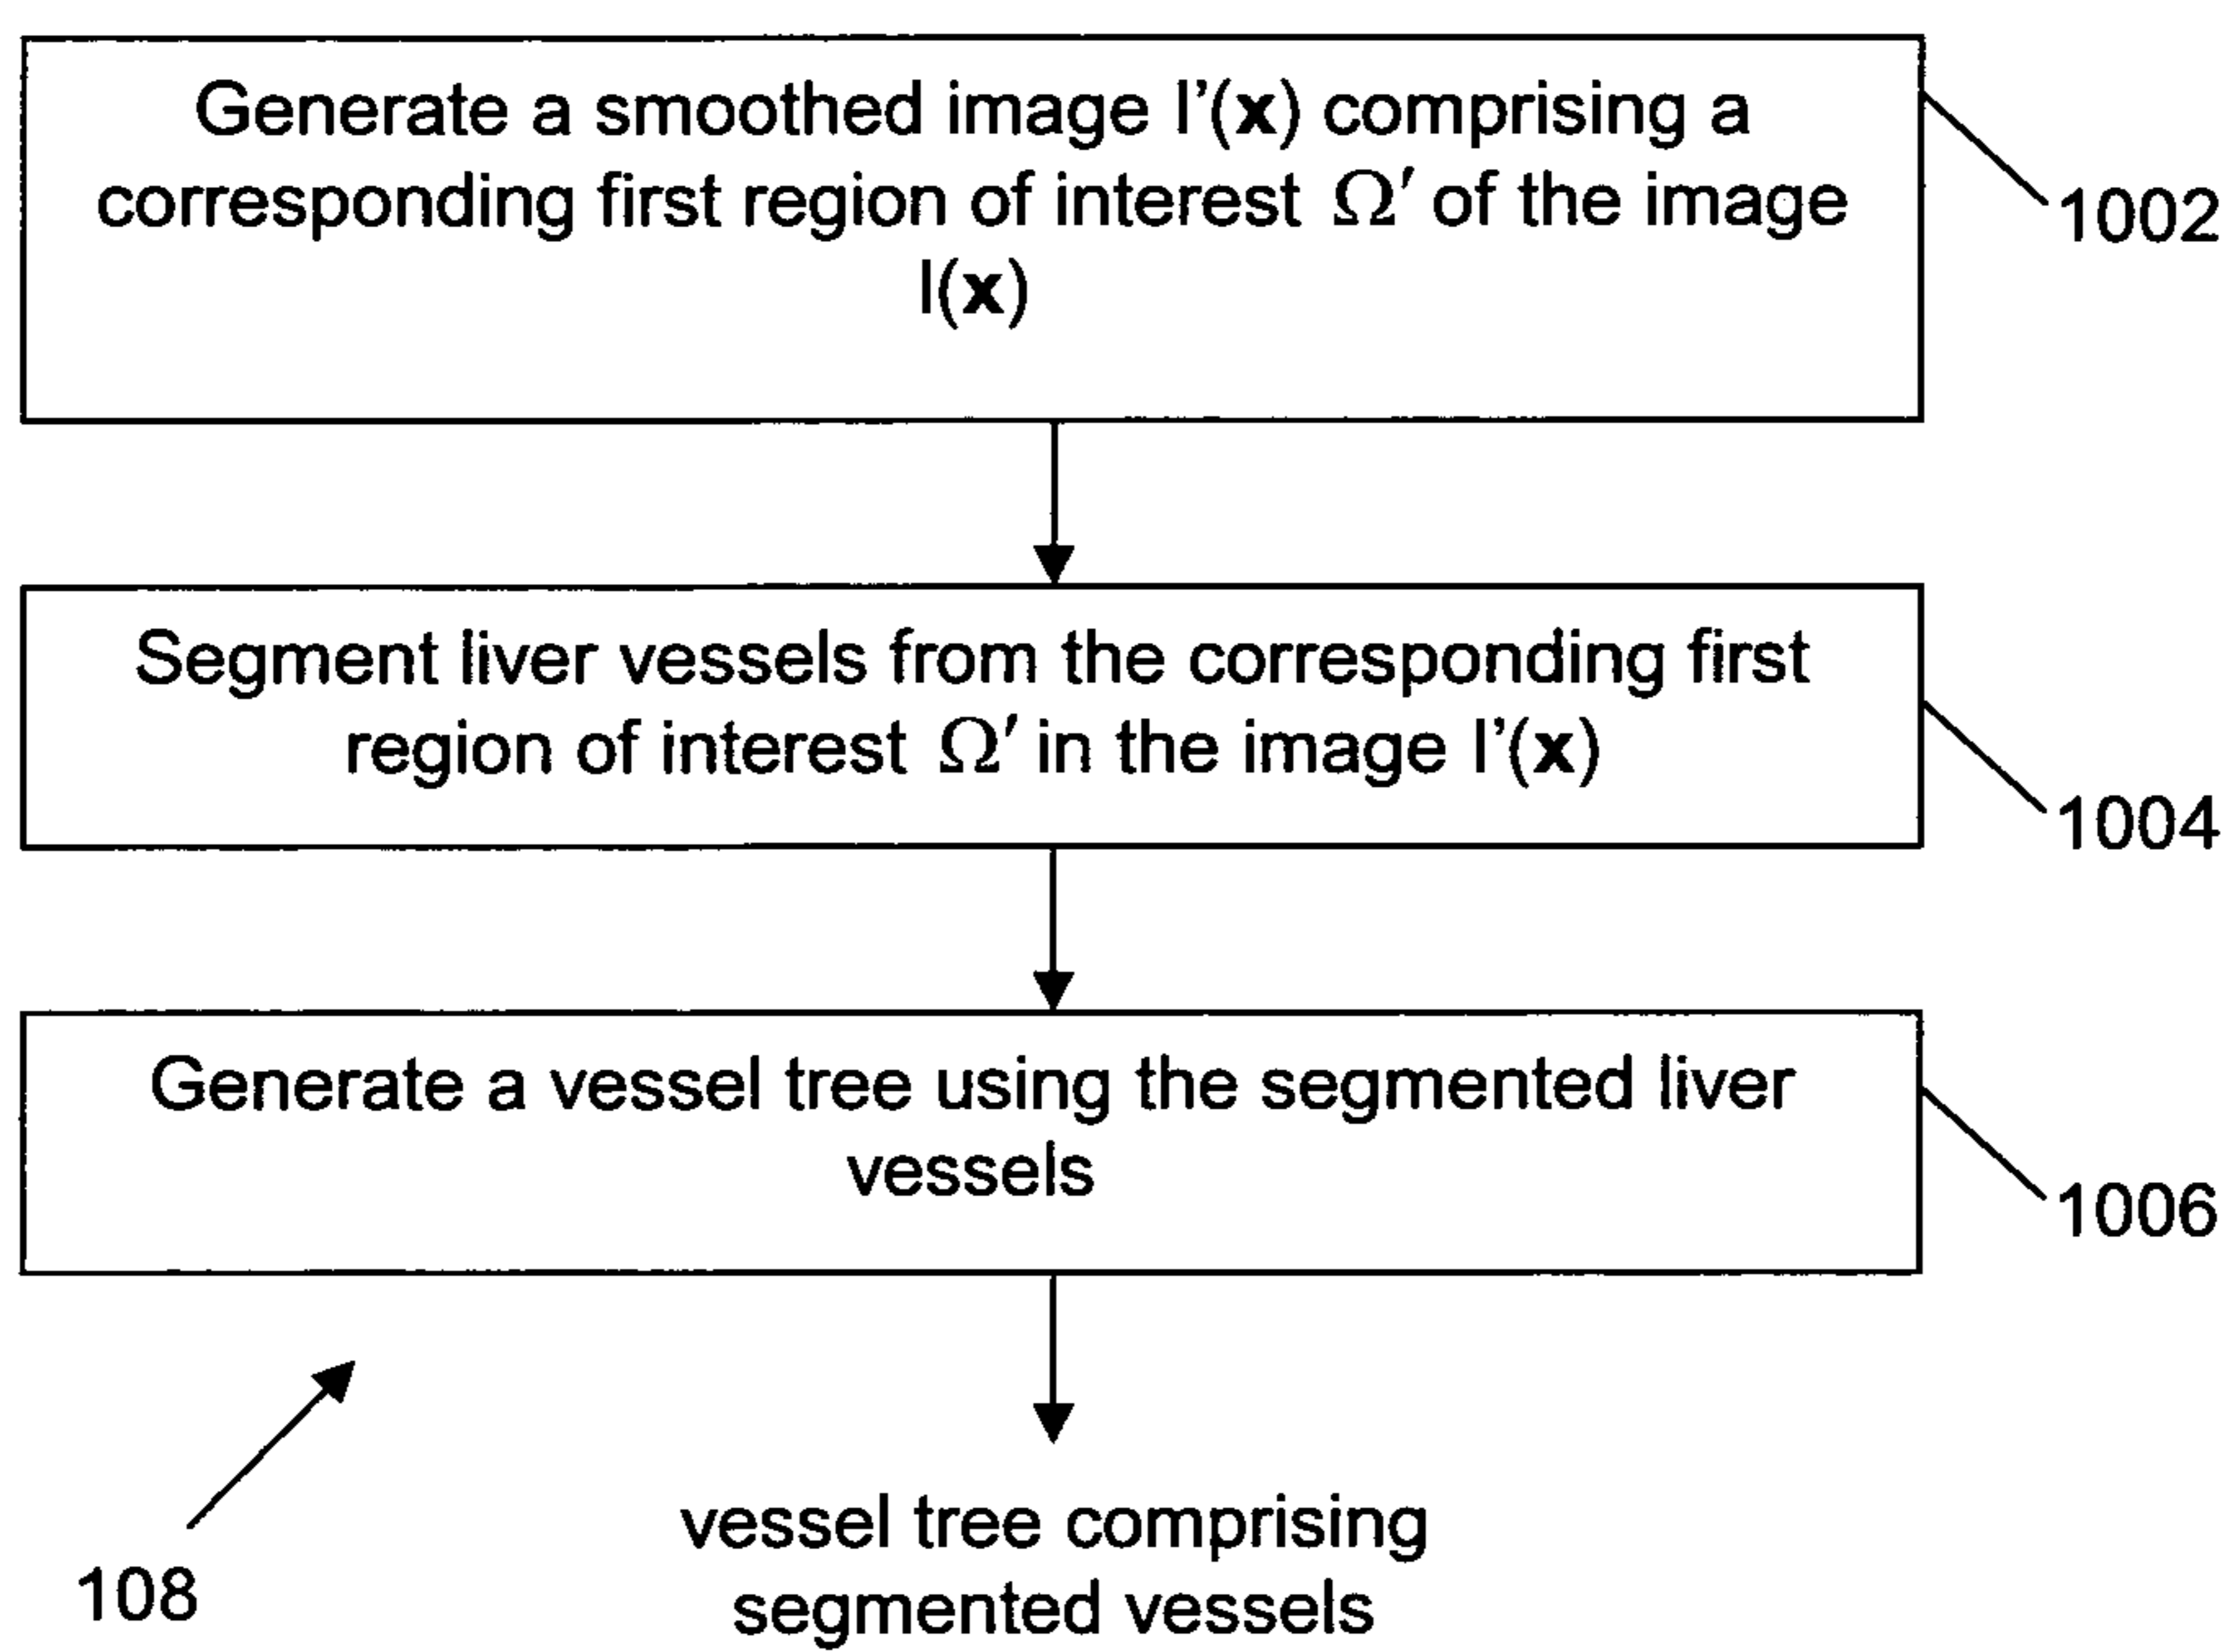 Generate a smoothed image I’(x) comprising a
corresponding first region of interest Ω′ of the image
I(x)
1002
Segment liver vessels from the corresponding first
region of interest Ω′ in the image I’(x)
1004
Generate a vessel tree using the segmented liver
vessels
1006
vessel tree comprising
segmented vessels
108